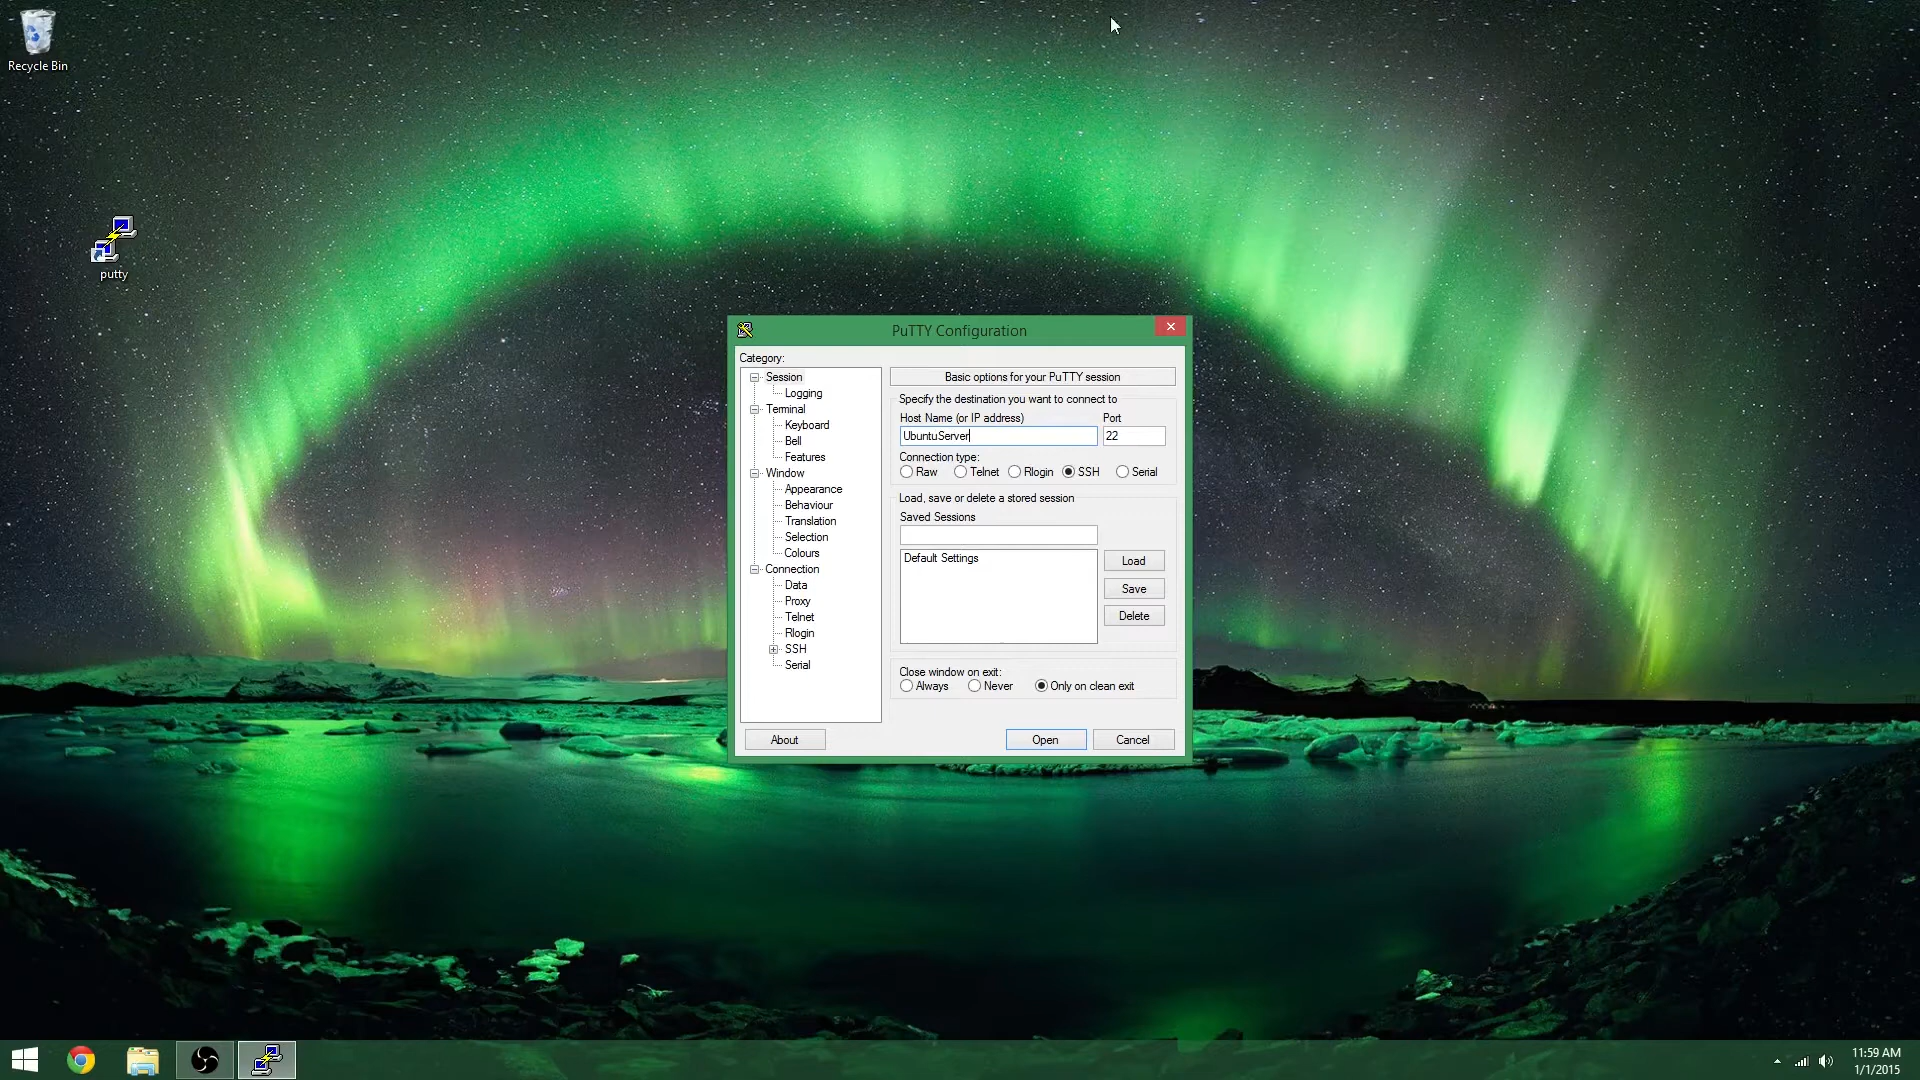 Recycle Bin
putty
PuTTY Configuration
Category:
Session
Logging
Terminal
Keyboard
Bell
Features
Window
Appearance
Behaviour
Translation
Selection
Colours
Connection
Data
Proxy
Telnet
Rlogin
SSH
Serial
Basic options for your PuTTY session
Specify the destination you want to connect to
Host Name (or IP address) Port
UbuntuServer 22
Connection type:
Raw Telnet Rlogin SSH Serial
Load, save or delete a stored session
Saved Sessions
Default Settings
Load
Save
Delete
Close window on exit:
Always Never Only on clean exit
About Open Cancel
11:59 AM
1/1/2015